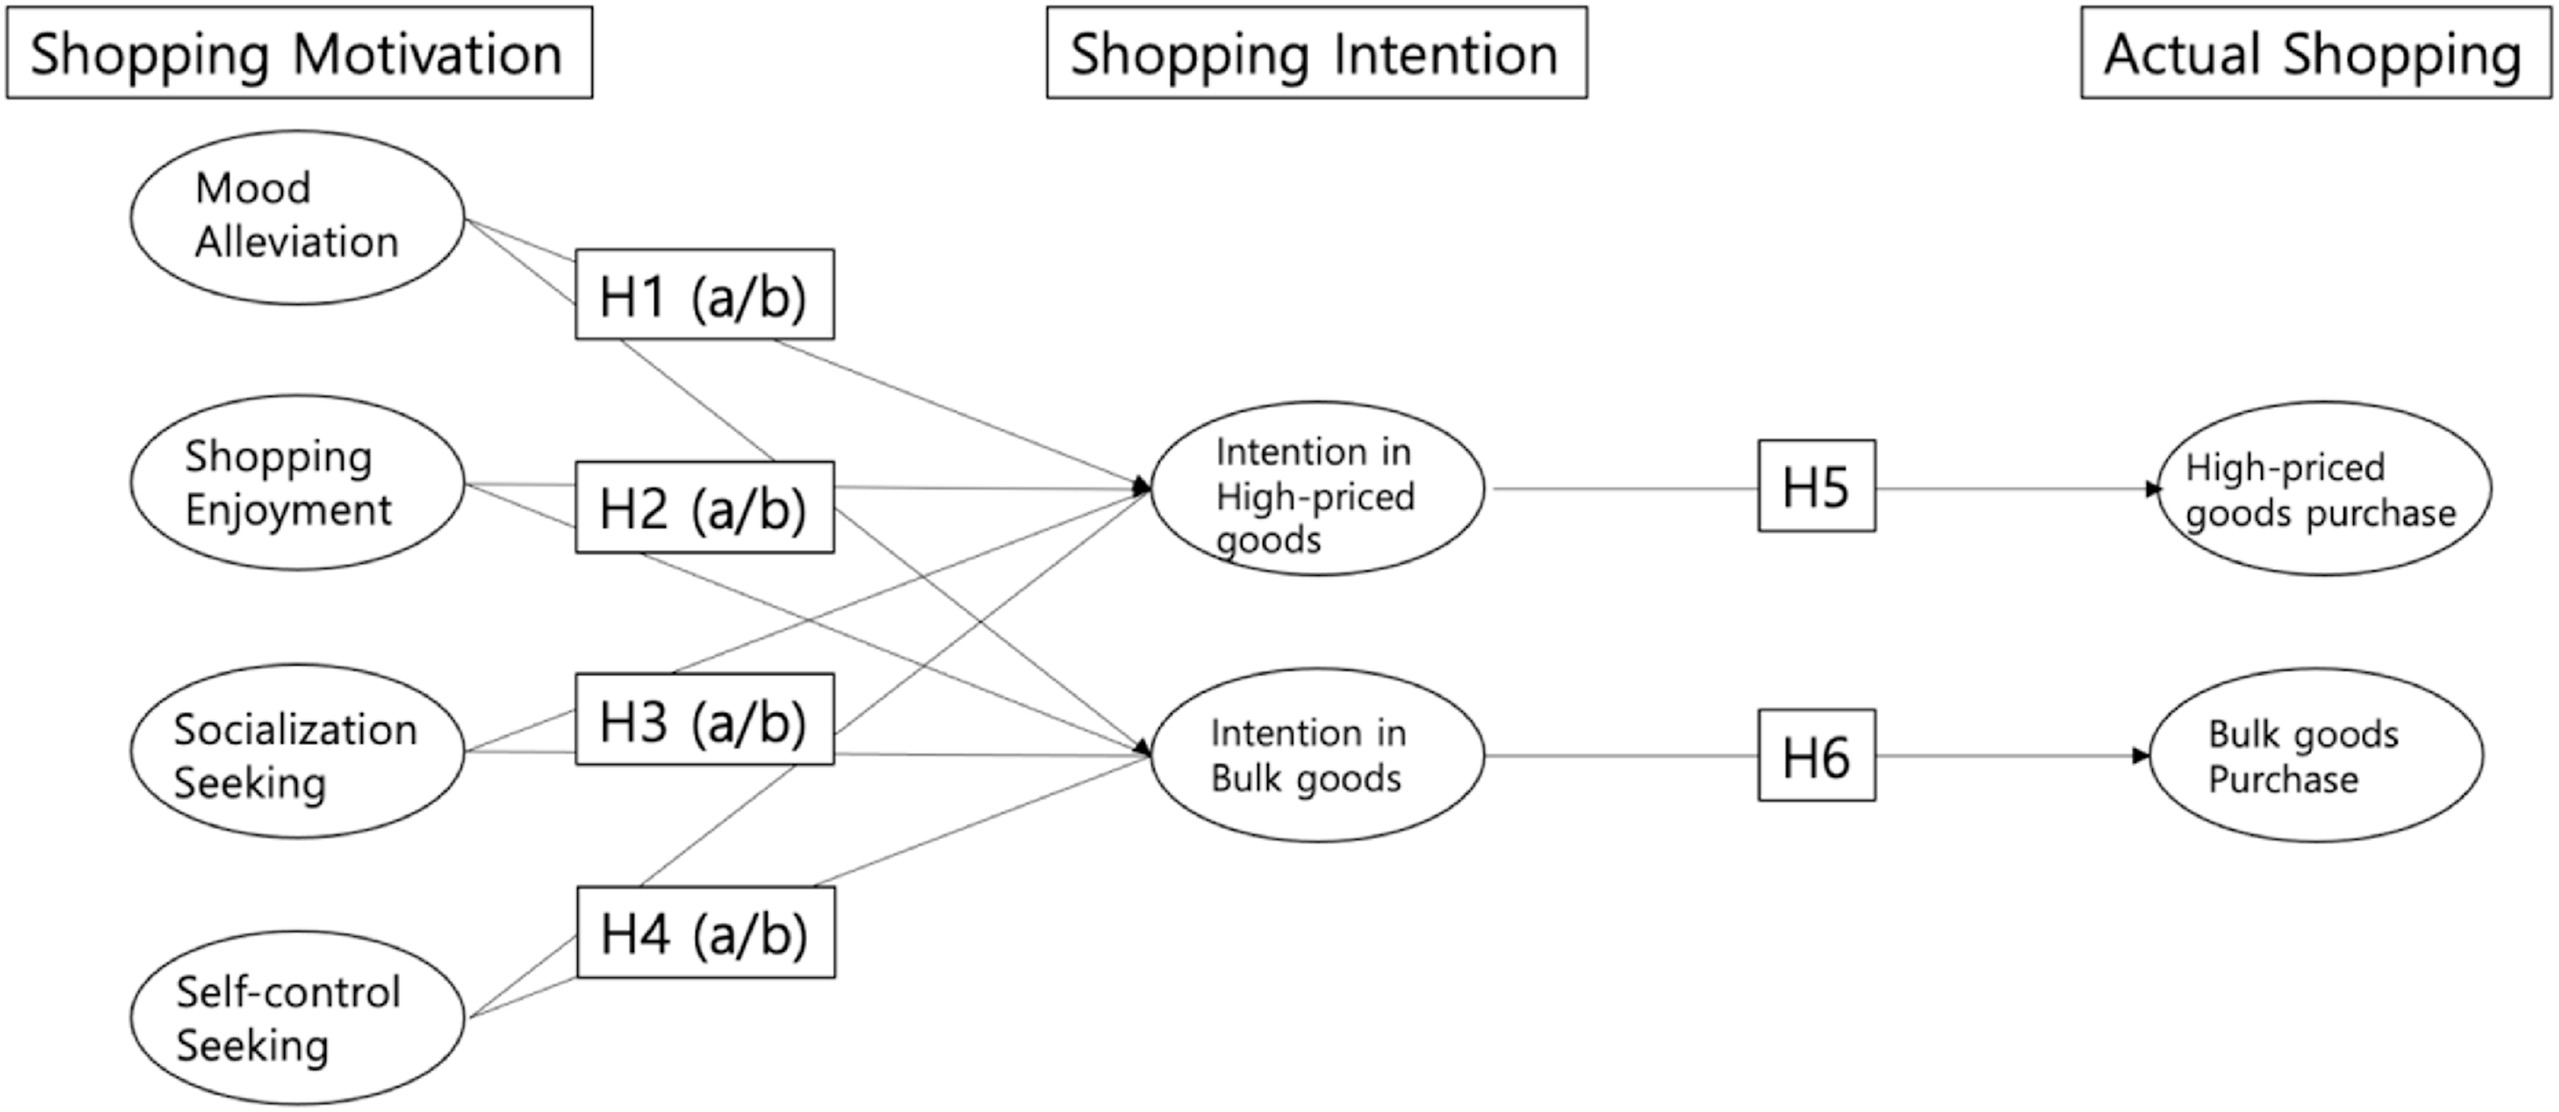 Shopping Motivation
Shopping Intention
Actual Shopping
Mood
Alleviation
H1 (a/b)
Shopping
Enjoyment
H2 (a/b)
Intention in
High-priced
goods
H5
High-priced
goods purchase
Socialization
Seeking
H3 (a/b)
Intention in
Bulk goods
H6
Bulk goods
Purchase
Self-control
Seeking
H4 (a/b)